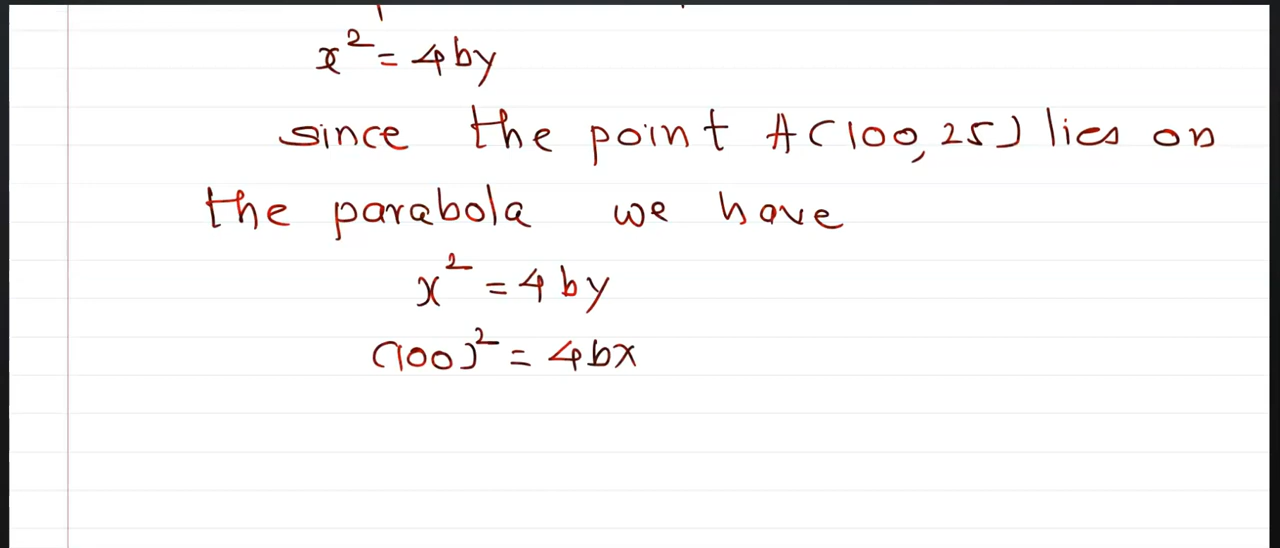 x² = 4by
since the point A(100, 25) lies on
the parabola we have
x² = 4by
(100)² = 4bx